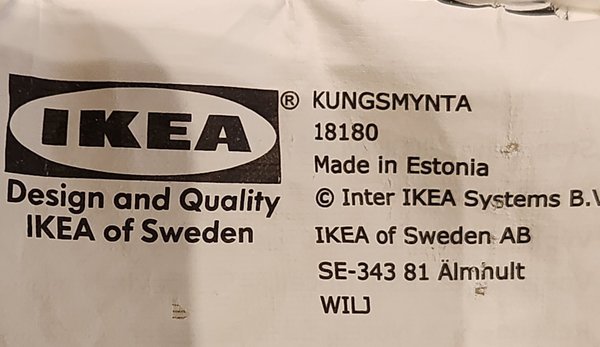 IKEA®
Design and Quality
IKEA of Sweden
KUNGSMYNTA
18180
Made in Estonia
© Inter IKEA Systems B.V
IKEA of Sweden AB
SE-343 81 Älmhult
WILJ